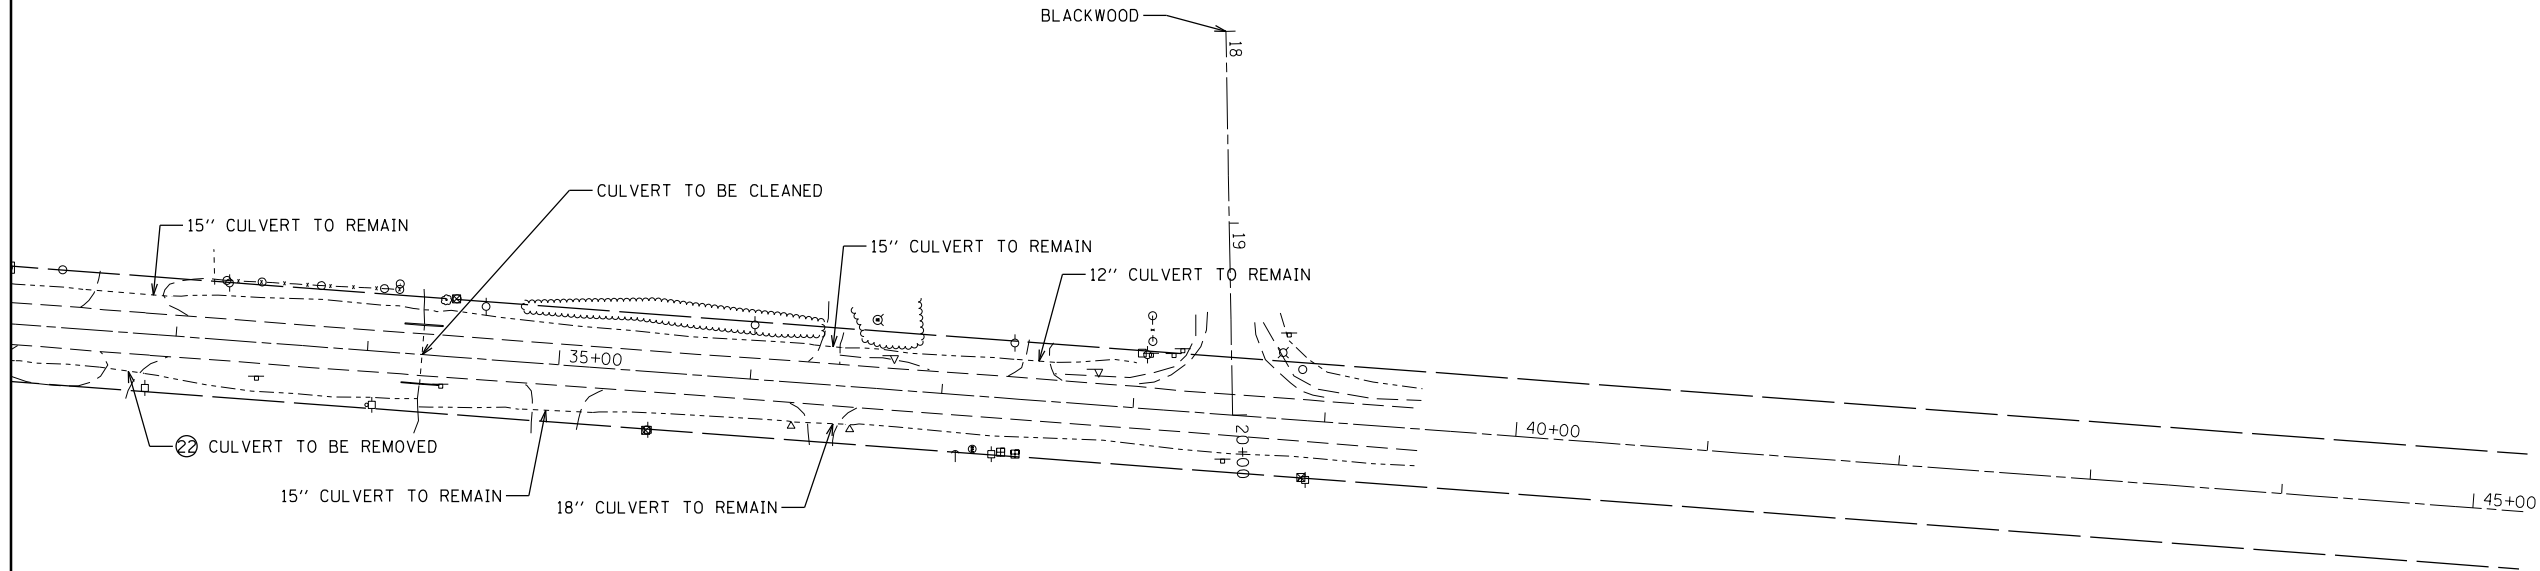 BLACKWOOD
18
CULVERT TO BE CLEANED
15'' CULVERT TO REMAIN
19
15'' CULVERT TO REMAIN
12'' CULVERT TO REMAIN
35+00
40+00
20+00
22 CULVERT TO BE REMOVED
15'' CULVERT TO REMAIN
18'' CULVERT TO REMAIN
45+00